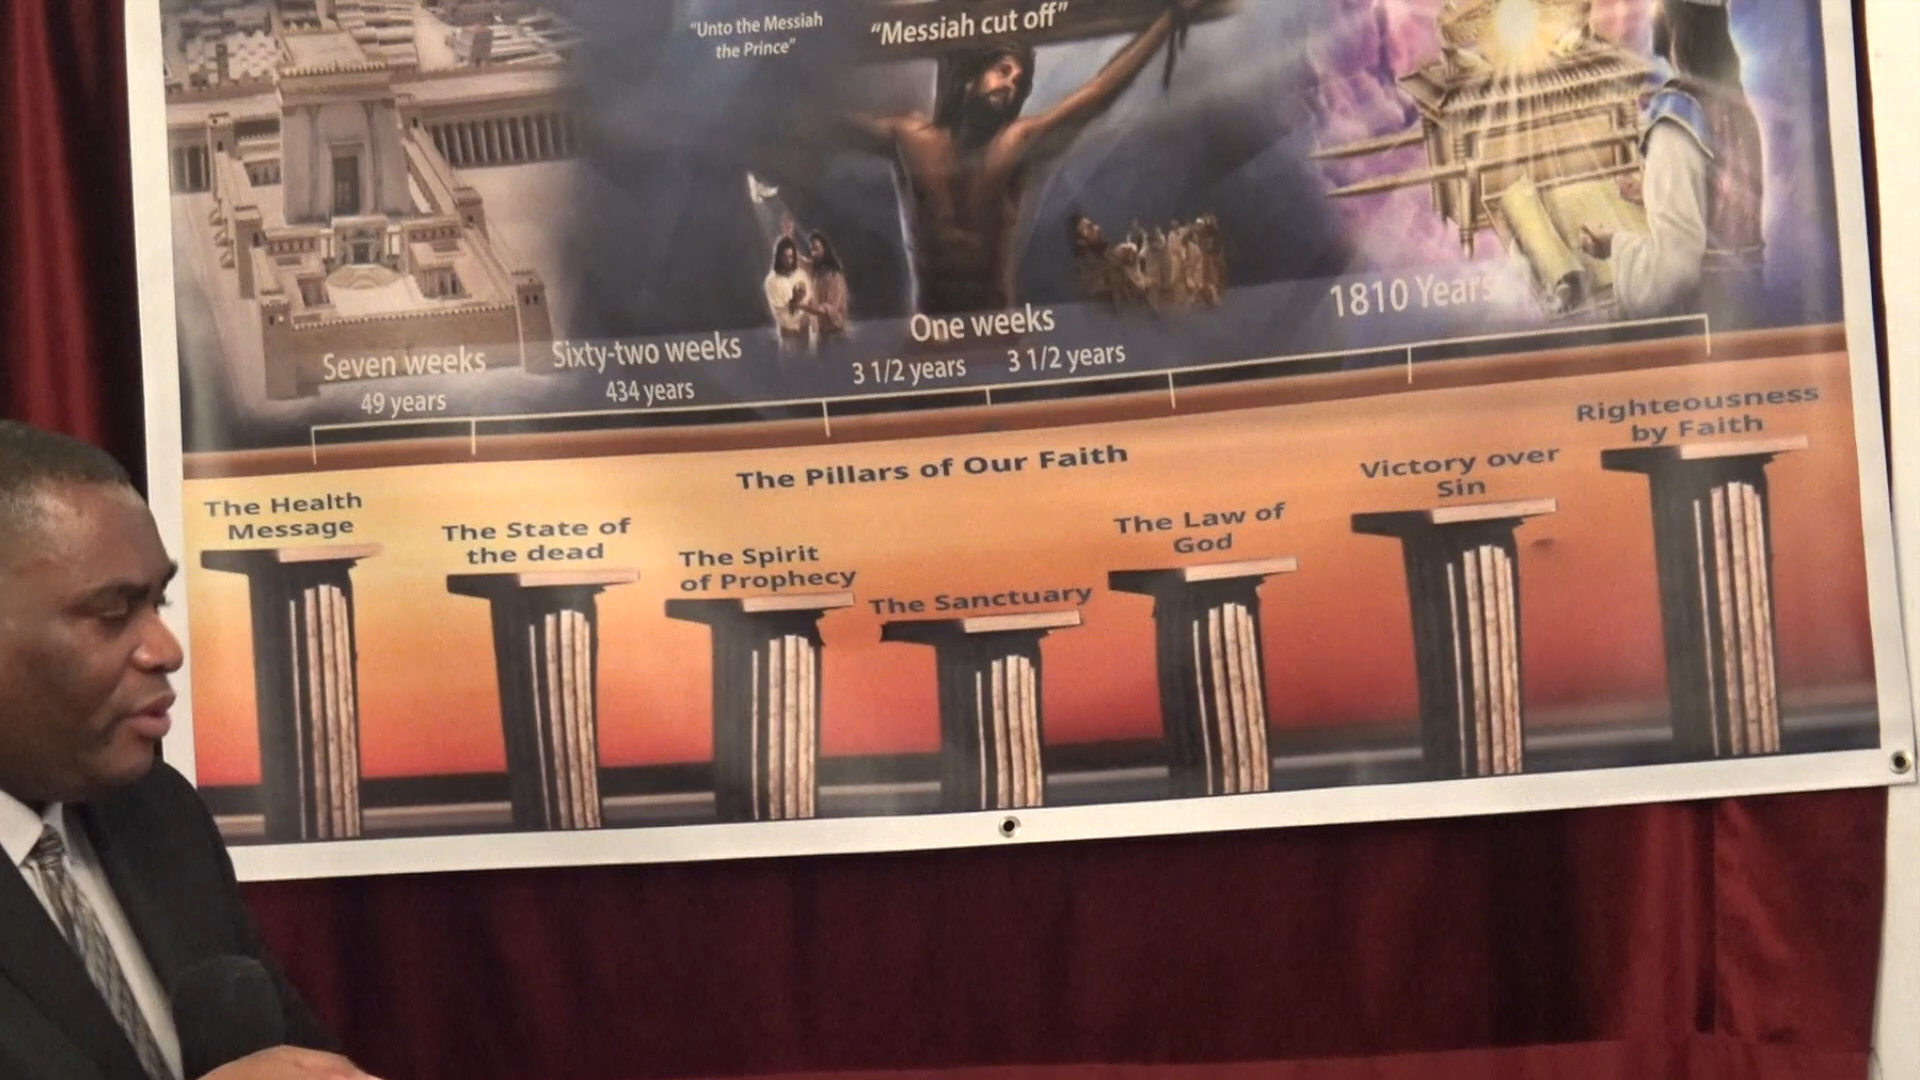 "Unto the Messiah
the Prince"
"Messiah cut off"
Seven weeks
49 years
Sixty-two weeks
434 years
One weeks
3 1/2 years
3 1/2 years
1810 Years
The Pillars of Our Faith
The Health
Message
The State of
the dead
The Spirit
of Prophecy
The Sanctuary
The Law of
God
Victory over
Sin
Righteousness
by Faith